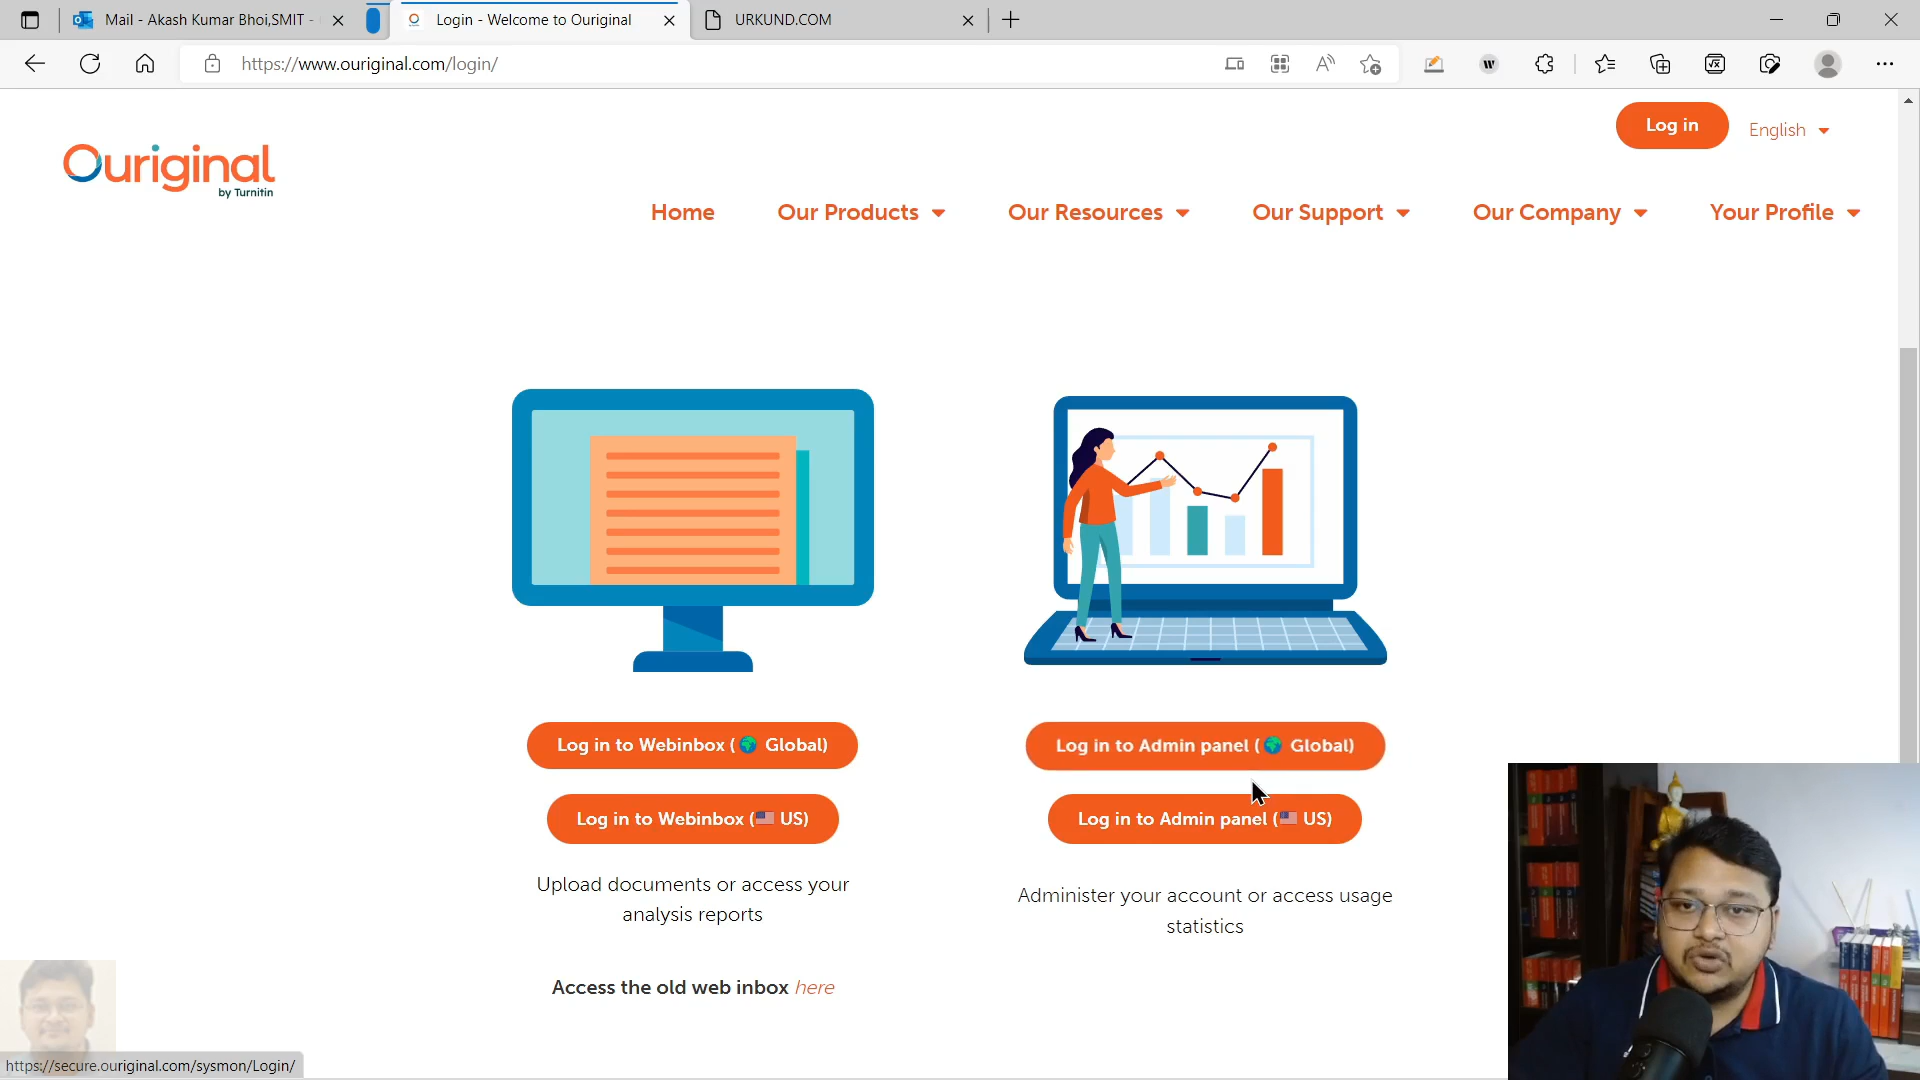 Mail - Akash Kumar Bhoi,SMIT -
Login - Welcome to Ouriginal
URKUND.COM
https://www.ouriginal.com/login/
Log in
English
Ouriginal
by Turnitin
Home
Our Products
Our Resources
Our Support
Our Company
Your Profile
Log in to Webinbox (🌍 Global)
Log in to Admin panel (🌍 Global)
Log in to Webinbox (🇺🇸 US)
Log in to Admin panel (🇺🇸 US)
Upload documents or access your
analysis reports
Administer your account or access usage
statistics
Access the old web inbox here
https://secure.ouriginal.com/sysmon/Login/